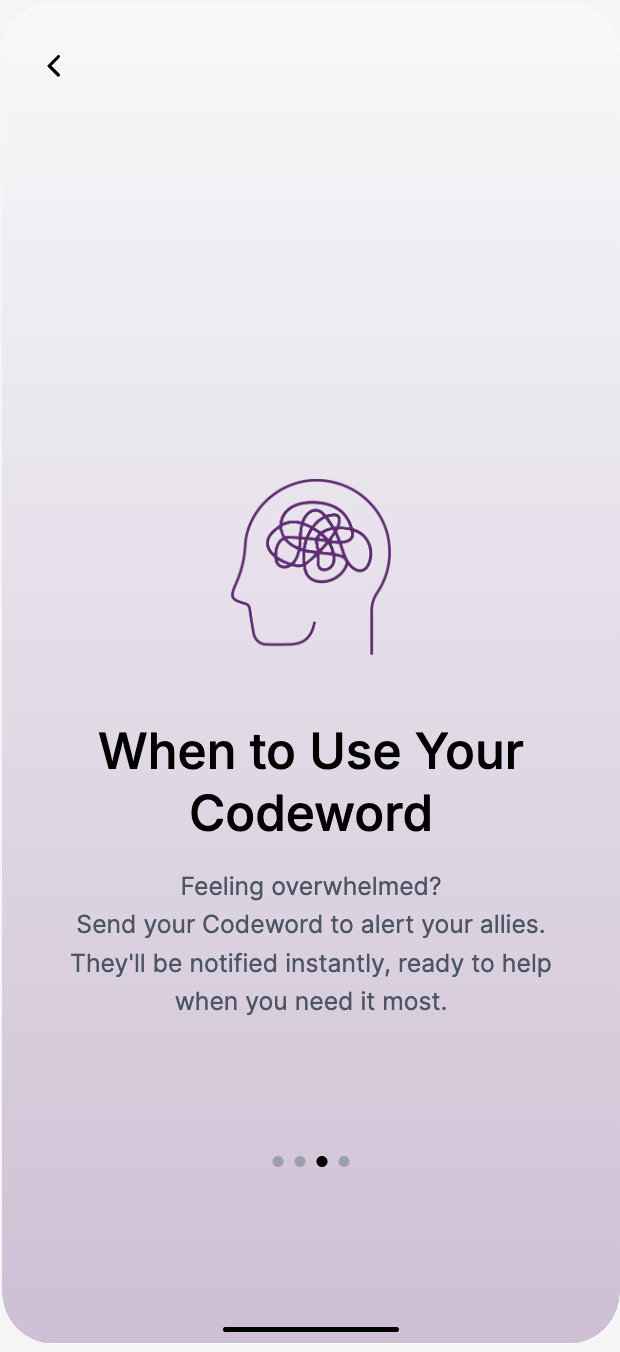 When to Use Your
Codeword
Feeling overwhelmed?
Send your Codeword to alert your allies.
They'll be notified instantly, ready to help
when you need it most.